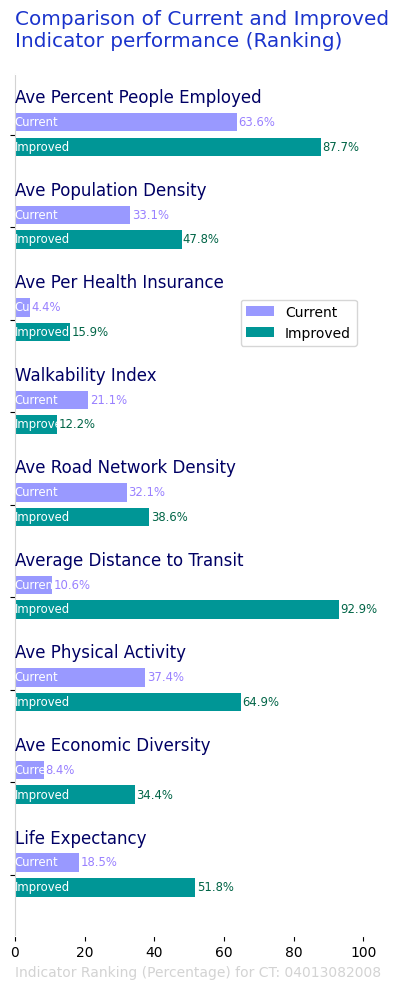 Comparison of Current and Improved
Indicator performance (Ranking)
Ave Percent People Employed
Current 63.6%
Improved 87.7%
Ave Population Density
Current 33.1%
Improved 47.8%
Ave Per Health Insurance
Cu 4.4%
Improved 15.9%
Current
Improved
Walkability Index
Current 21.1%
Improve 12.2%
Ave Road Network Density
Current 32.1%
Improved 38.6%
Average Distance to Transit
Curren 10.6%
Improved 92.9%
Ave Physical Activity
Current 37.4%
Improved 64.9%
Ave Economic Diversity
Curre 8.4%
Improved 34.4%
Life Expectancy
Current 18.5%
Improved 51.8%
0 20 40 60 80 100
Indicator Ranking (Percentage) for CT: 04013082008